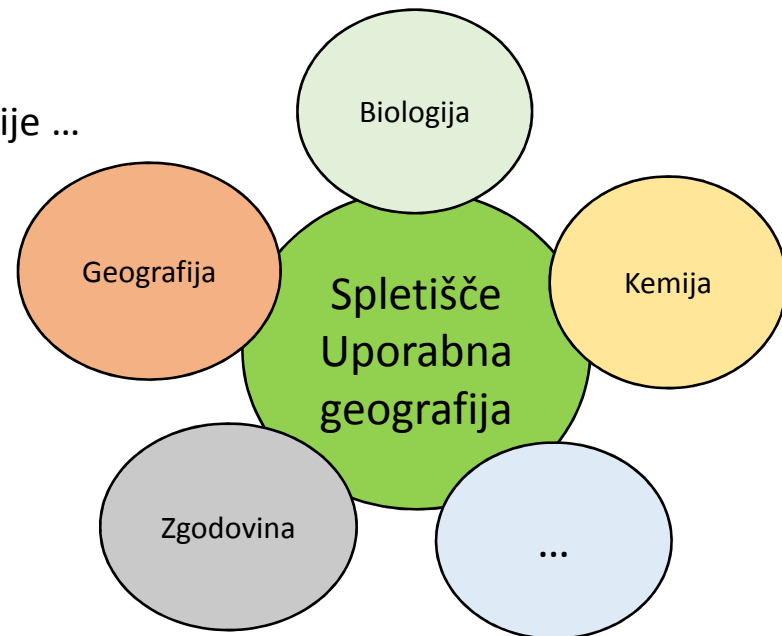 ije ...
Biologija
Geografija
Kemija
Spletišče
Uporabna
geografija
Zgodovina
...